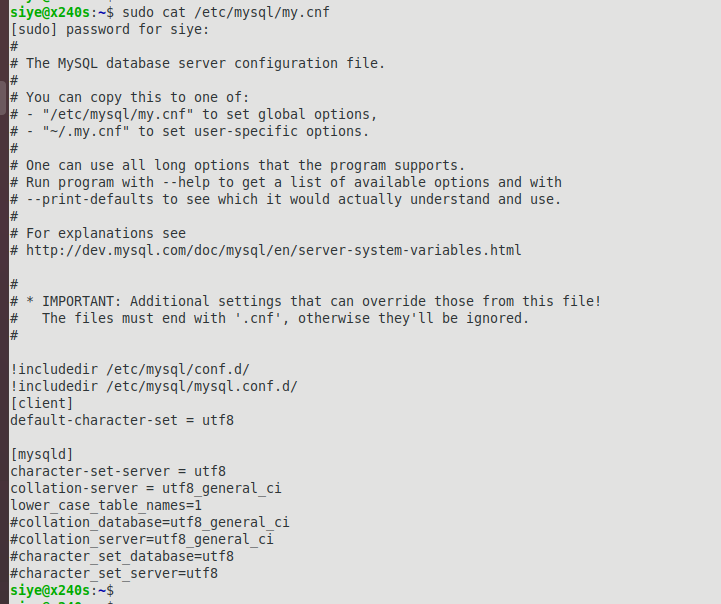 siye@x240s:~$ sudo cat /etc/mysql/my.cnf
[sudo] password for siye:
#
# The MySQL database server configuration file.
#
# You can copy this to one of:
# - "/etc/mysql/my.cnf" to set global options,
# - "~/.my.cnf" to set user-specific options.
#
# One can use all long options that the program supports.
# Run program with --help to get a list of available options and with
# --print-defaults to see which it would actually understand and use.
#
# For explanations see
# http://dev.mysql.com/doc/mysql/en/server-system-variables.html

#
# * IMPORTANT: Additional settings that can override those from this file!
#   The files must end with '.cnf', otherwise they'll be ignored.
#

!includedir /etc/mysql/conf.d/
!includedir /etc/mysql/mysql.conf.d/
[client]
default-character-set = utf8

[mysqld]
character-set-server = utf8
collation-server = utf8_general_ci
lower_case_table_names=1
#collation_database=utf8_general_ci
#collation_server=utf8_general_ci
#character_set_database=utf8
#character_set_server=utf8
siye@x240s:~$